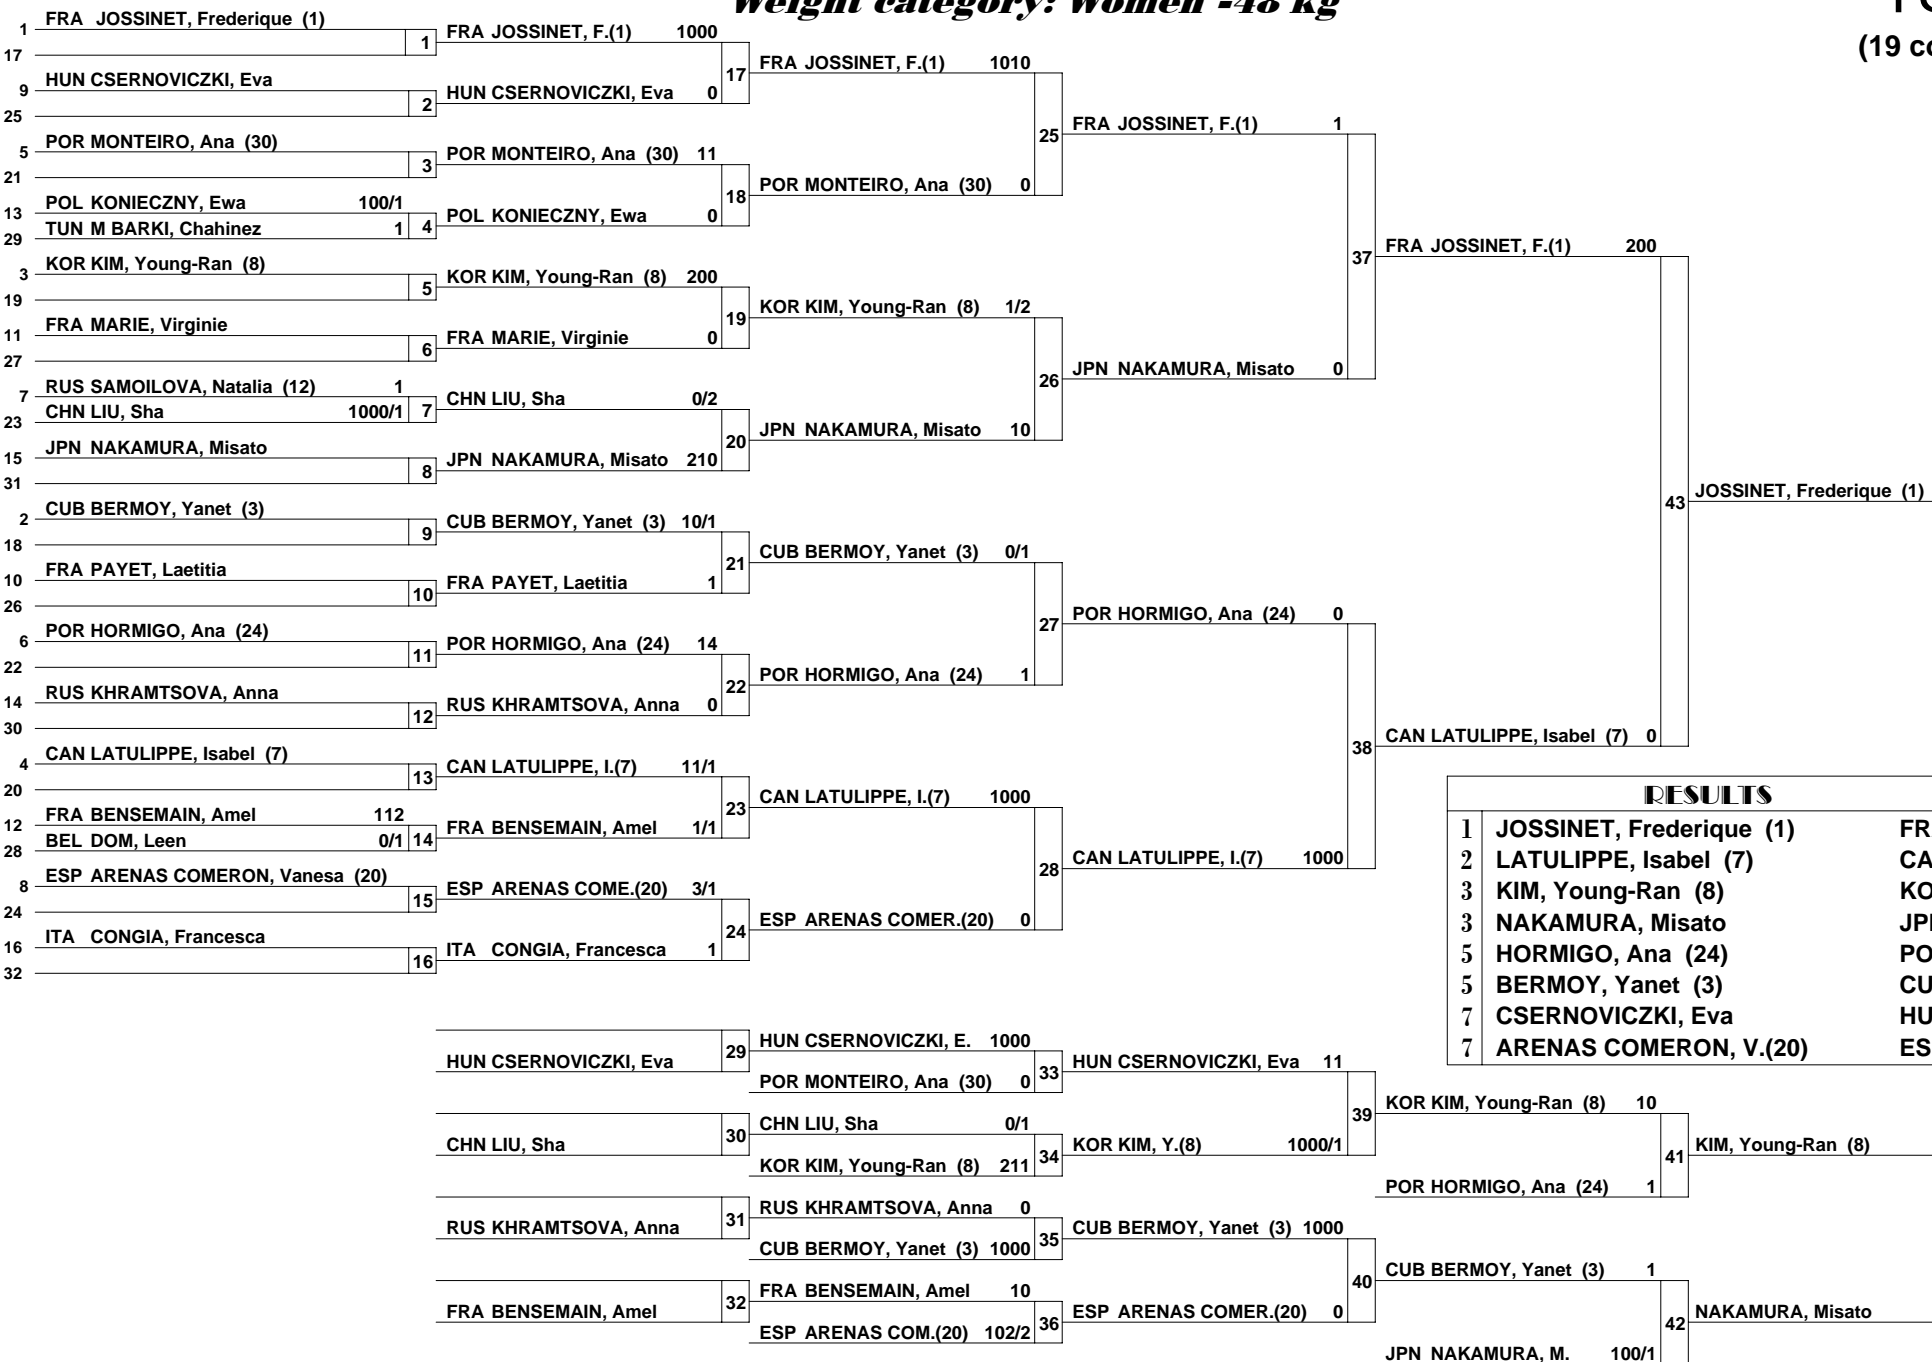 Weight category: Women -48 kg
(19 co
1 FRA JOSSINET, Frederique (1)
17
1
9 HUN CSERNOVICZKI, Eva
25
2
5 POR MONTEIRO, Ana (30)
21
3
13 POL KONIECZNY, Ewa 100/1
29 TUN M BARKI, Chahinez 1
4
3 KOR KIM, Young-Ran (8)
19
5
11 FRA MARIE, Virginie
27
6
7 RUS SAMOILOVA, Natalia (12) 1
23 CHN LIU, Sha 1000/1
7
15 JPN NAKAMURA, Misato
31
8
2 CUB BERMOY, Yanet (3)
18
9
10 FRA PAYET, Laetitia
26
10
6 POR HORMIGO, Ana (24)
22
11
14 RUS KHRAMTSOVA, Anna
30
12
4 CAN LATULIPPE, Isabel (7)
20
13
12 FRA BENSEMAIN, Amel 112
28 BEL DOM, Leen 0/1
14
8 ESP ARENAS COMERON, Vanesa (20)
24
15
16 ITA CONGIA, Francesca
32
16
FRA JOSSINET, F.(1) 1000
17
HUN CSERNOVICZKI, Eva 0
POR MONTEIRO, Ana (30) 11
18
POL KONIECZNY, Ewa 0
KOR KIM, Young-Ran (8) 200
19
FRA MARIE, Virginie 0
CHN LIU, Sha 0/2
20
JPN NAKAMURA, Misato 210
CUB BERMOY, Yanet (3) 10/1
21
FRA PAYET, Laetitia 1
POR HORMIGO, Ana (24) 14
22
RUS KHRAMTSOVA, Anna 0
CAN LATULIPPE, I.(7) 11/1
23
FRA BENSEMAIN, Amel 1/1
ESP ARENAS COME.(20) 3/1
24
ITA CONGIA, Francesca 1
FRA JOSSINET, F.(1) 1010
25
POR MONTEIRO, Ana (30) 0
KOR KIM, Young-Ran (8) 1/2
26
JPN NAKAMURA, Misato 10
CUB BERMOY, Yanet (3) 0/1
27
POR HORMIGO, Ana (24) 1
CAN LATULIPPE, I.(7) 1000
28
ESP ARENAS COMER.(20) 0
FRA JOSSINET, F.(1) 1
37
JPN NAKAMURA, Misato 0
POR HORMIGO, Ana (24) 0
38
CAN LATULIPPE, I.(7) 1000
FRA JOSSINET, F.(1) 200
43
CAN LATULIPPE, Isabel (7) 0
JOSSINET, Frederique (1)
RESULTS
1 JOSSINET, Frederique (1) FR
2 LATULIPPE, Isabel (7) CA
3 KIM, Young-Ran (8) KO
3 NAKAMURA, Misato JP
5 HORMIGO, Ana (24) PO
5 BERMOY, Yanet (3) CU
7 CSERNOVICZKI, Eva HU
7 ARENAS COMERON, V.(20) ES
HUN CSERNOVICZKI, Eva
29
CHN LIU, Sha
30
RUS KHRAMTSOVA, Anna
31
FRA BENSEMAIN, Amel
32
HUN CSERNOVICZKI, E. 1000
33
POR MONTEIRO, Ana (30) 0
CHN LIU, Sha 0/1
34
KOR KIM, Young-Ran (8) 211
RUS KHRAMTSOVA, Anna 0
35
CUB BERMOY, Yanet (3) 1000
FRA BENSEMAIN, Amel 10
36
ESP ARENAS COM.(20) 102/2
HUN CSERNOVICZKI, Eva 11
39
KOR KIM, Y.(8) 1000/1
CUB BERMOY, Yanet (3) 1000
40
ESP ARENAS COMER.(20) 0
KOR KIM, Young-Ran (8) 10
41
POR HORMIGO, Ana (24) 1
CUB BERMOY, Yanet (3) 1
42
JPN NAKAMURA, M. 100/1
KIM, Young-Ran (8)
NAKAMURA, Misato